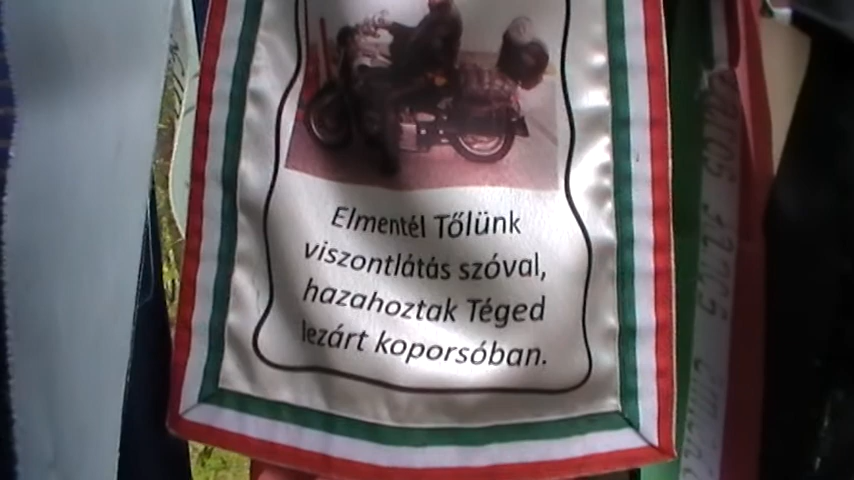 Elmentél Tőlünk
viszontlátás szóval,
hazahoztak Téged
lezárt koporsóban.